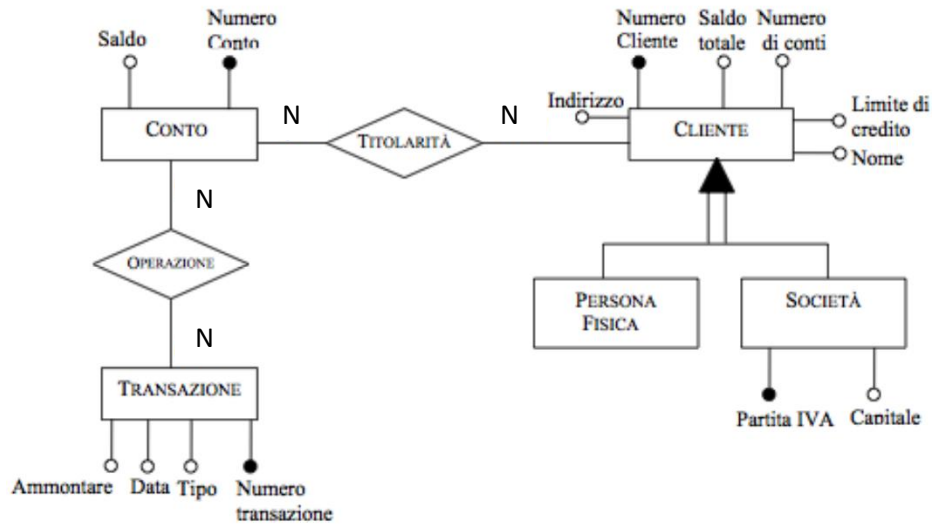 Numero
Conto
Saldo
Numero
Cliente
Saldo
totale
Numero
di conti
Indirizzo
Limite di
credito
Nome
CONTO
N
TITOLARITÀ
N
CLIENTE
N
OPERAZIONE
N
PERSONA
FISICA
SOCIETÀ
TRANSAZIONE
Partita IVA
Capitale
Ammontare
Data
Tipo
Numero
transazione